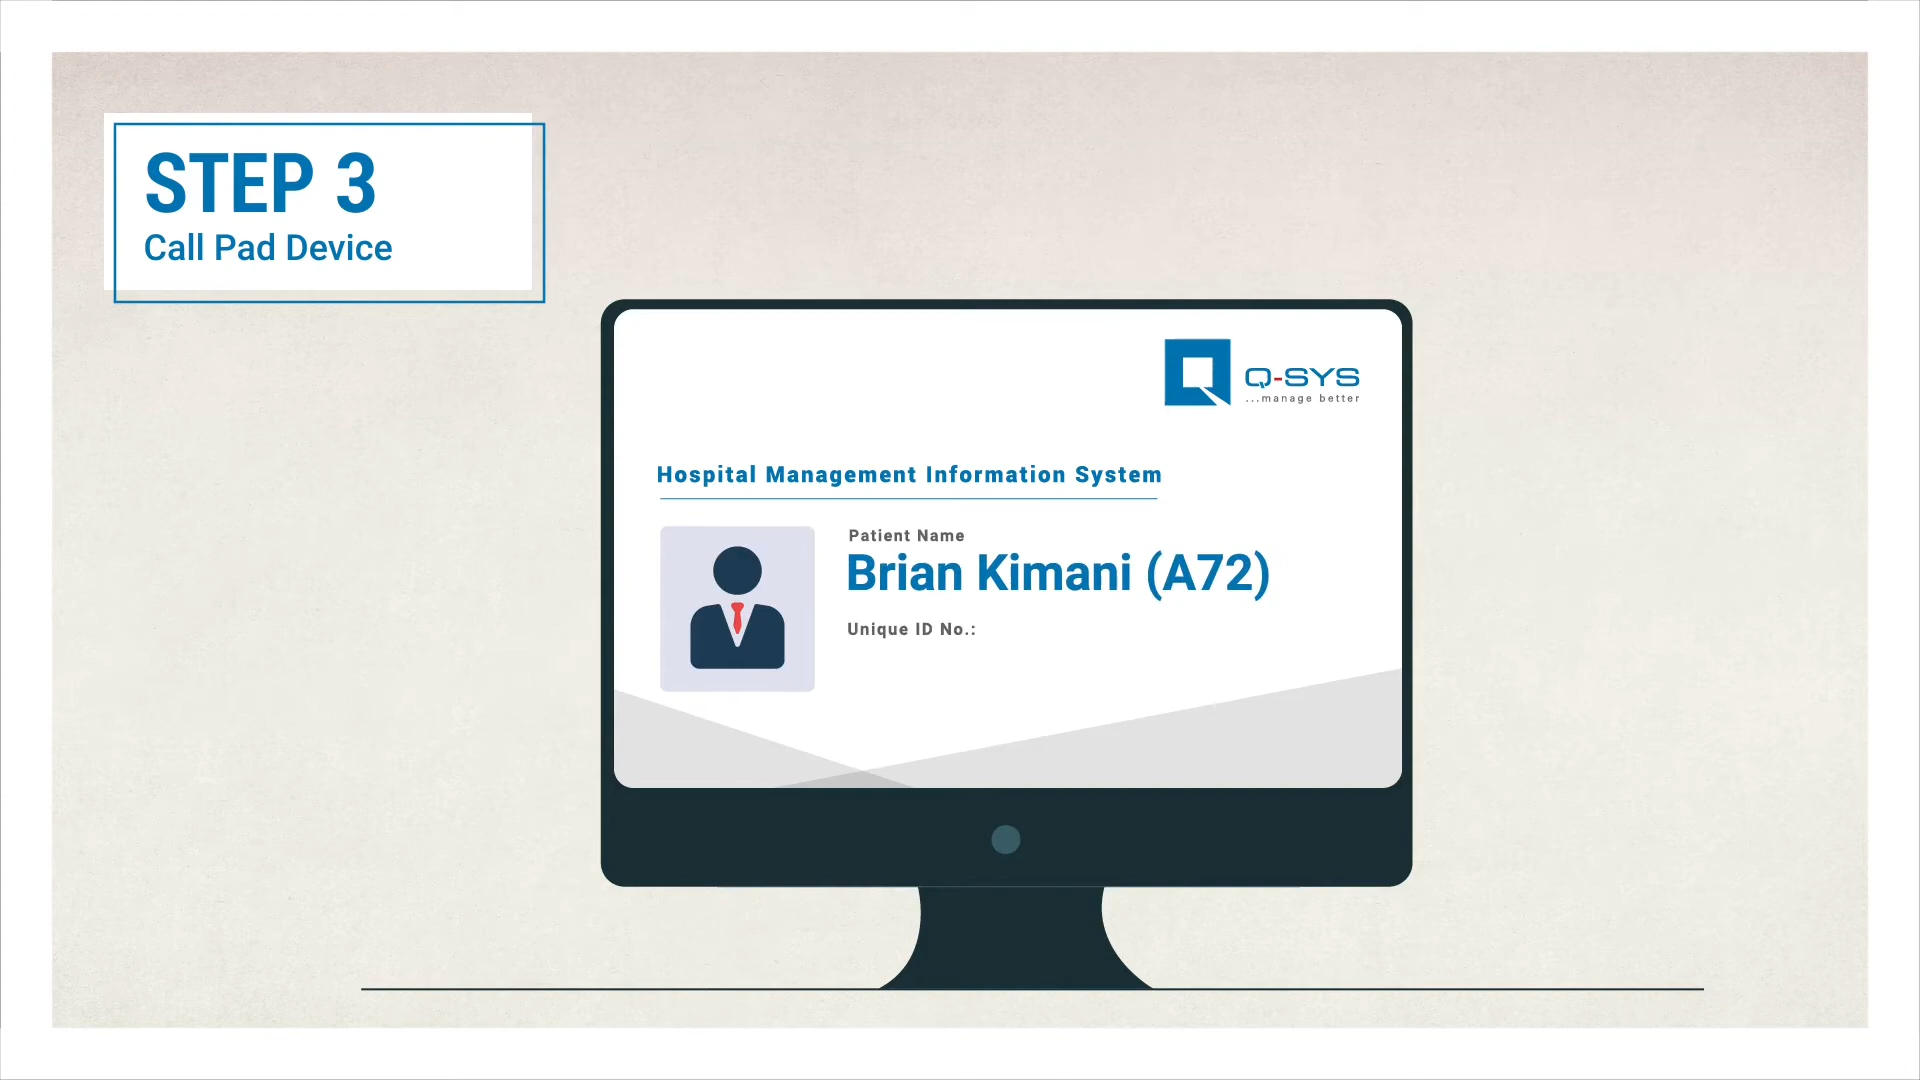 STEP 3
Call Pad Device
Q-SYS
...manage better
Hospital Management Information System
Patient Name
Brian Kimani (A72)
Unique ID No.: